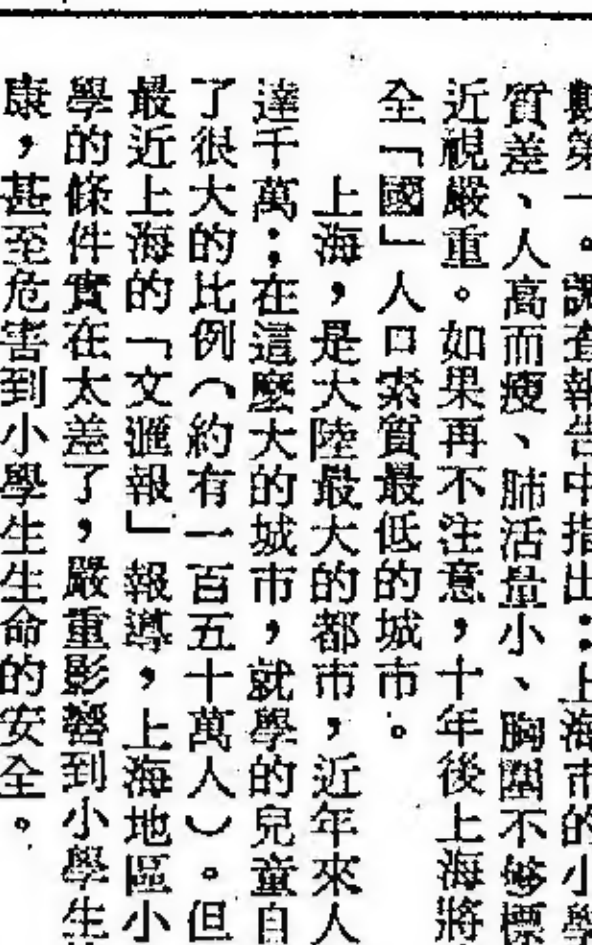 數第一。調查報告中指出：上海市的小學
質差、人高而瘦、肺活量小、胸圍不够標
近視嚴重。如果再不注意，十年後上海將
全「國」人口素質最低的城市。
上海，是大陸最大的都市，近年來人
達千萬；在這麼大的城市，就學的兒童自
了很大的比例（約有一百五十萬人）。但
最近上海的「文滙報」報導，上海地區小
學的條件實在太差了，嚴重影響到小學生
康，甚至危害到小學生生命的安全。